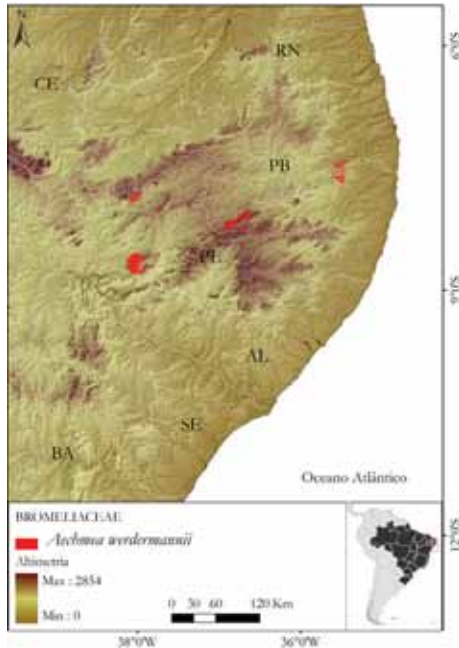 N
6°0'S
RN
CE
PB
PE
9°0'S
AL
SE
BA
Oceano Atlântico
BROMELIACEAE
Aechmea werdermannii
Altimetria
Max : 2854
Min : 0
0 30 60 120 Km
12°0'S
38°0'W 36°0'W